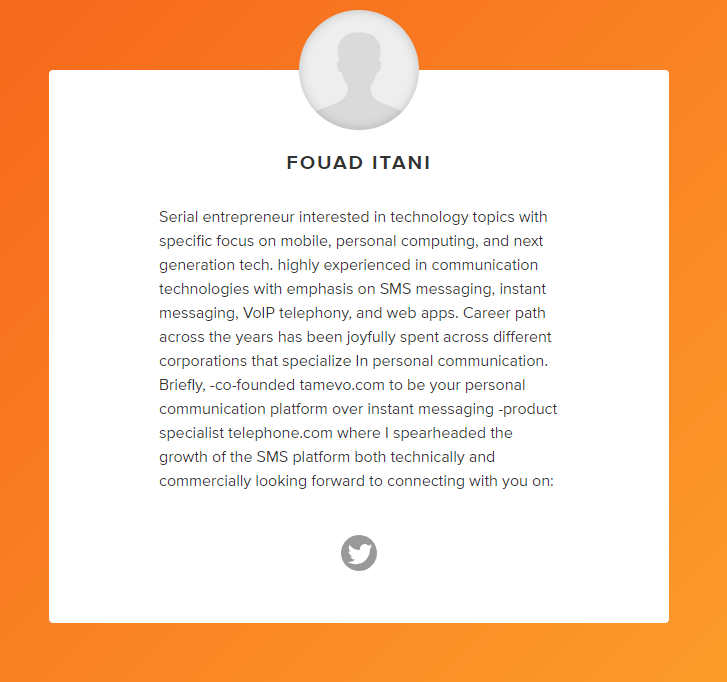 FOUAD ITANI
Serial entrepreneur interested in technology topics with
specific focus on mobile, personal computing, and next
generation tech. highly experienced in communication
technologies with emphasis on SMS messaging, instant
messaging, VoIP telephony, and web apps. Career path
across the years has been joyfully spent across different
corporations that specialize In personal communication.
Briefly, -co-founded tamevo.com to be your personal
communication platform over instant messaging -product
specialist telephone.com where I spearheaded the
growth of the SMS platform both technically and
commercially looking forward to connecting with you on: